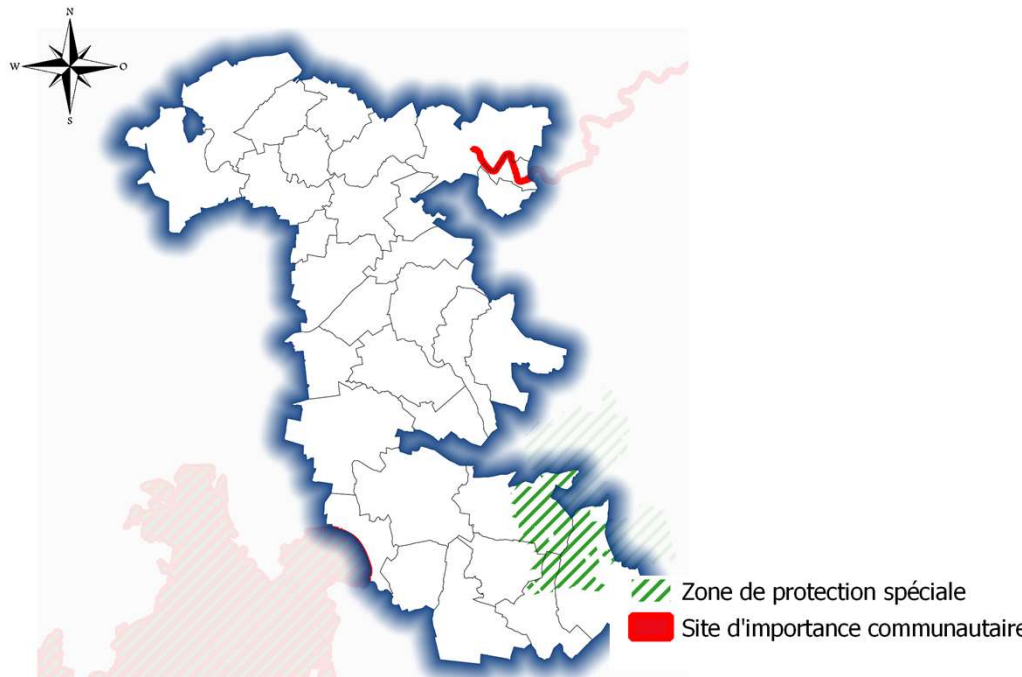 N
W O
S
Zone de protection spéciale
Site d'importance communautaire